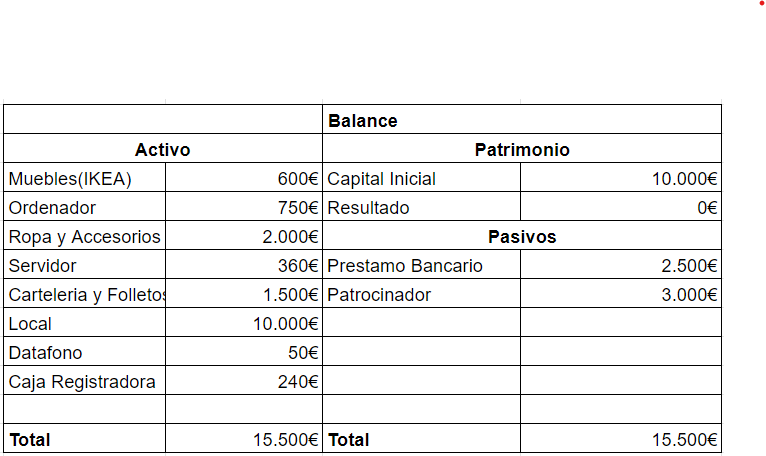 Balance
Activo Patrimonio
Muebles(IKEA) 600€ Capital Inicial 10.000€
Ordenador 750€ Resultado 0€
Ropa y Accesorios 2.000€ Pasivos
Servidor 360€ Prestamo Bancario 2.500€
Carteleria y Folletos 1.500€ Patrocinador 3.000€
Local 10.000€
Datafono 50€
Caja Registradora 240€
Total 15.500€ Total 15.500€